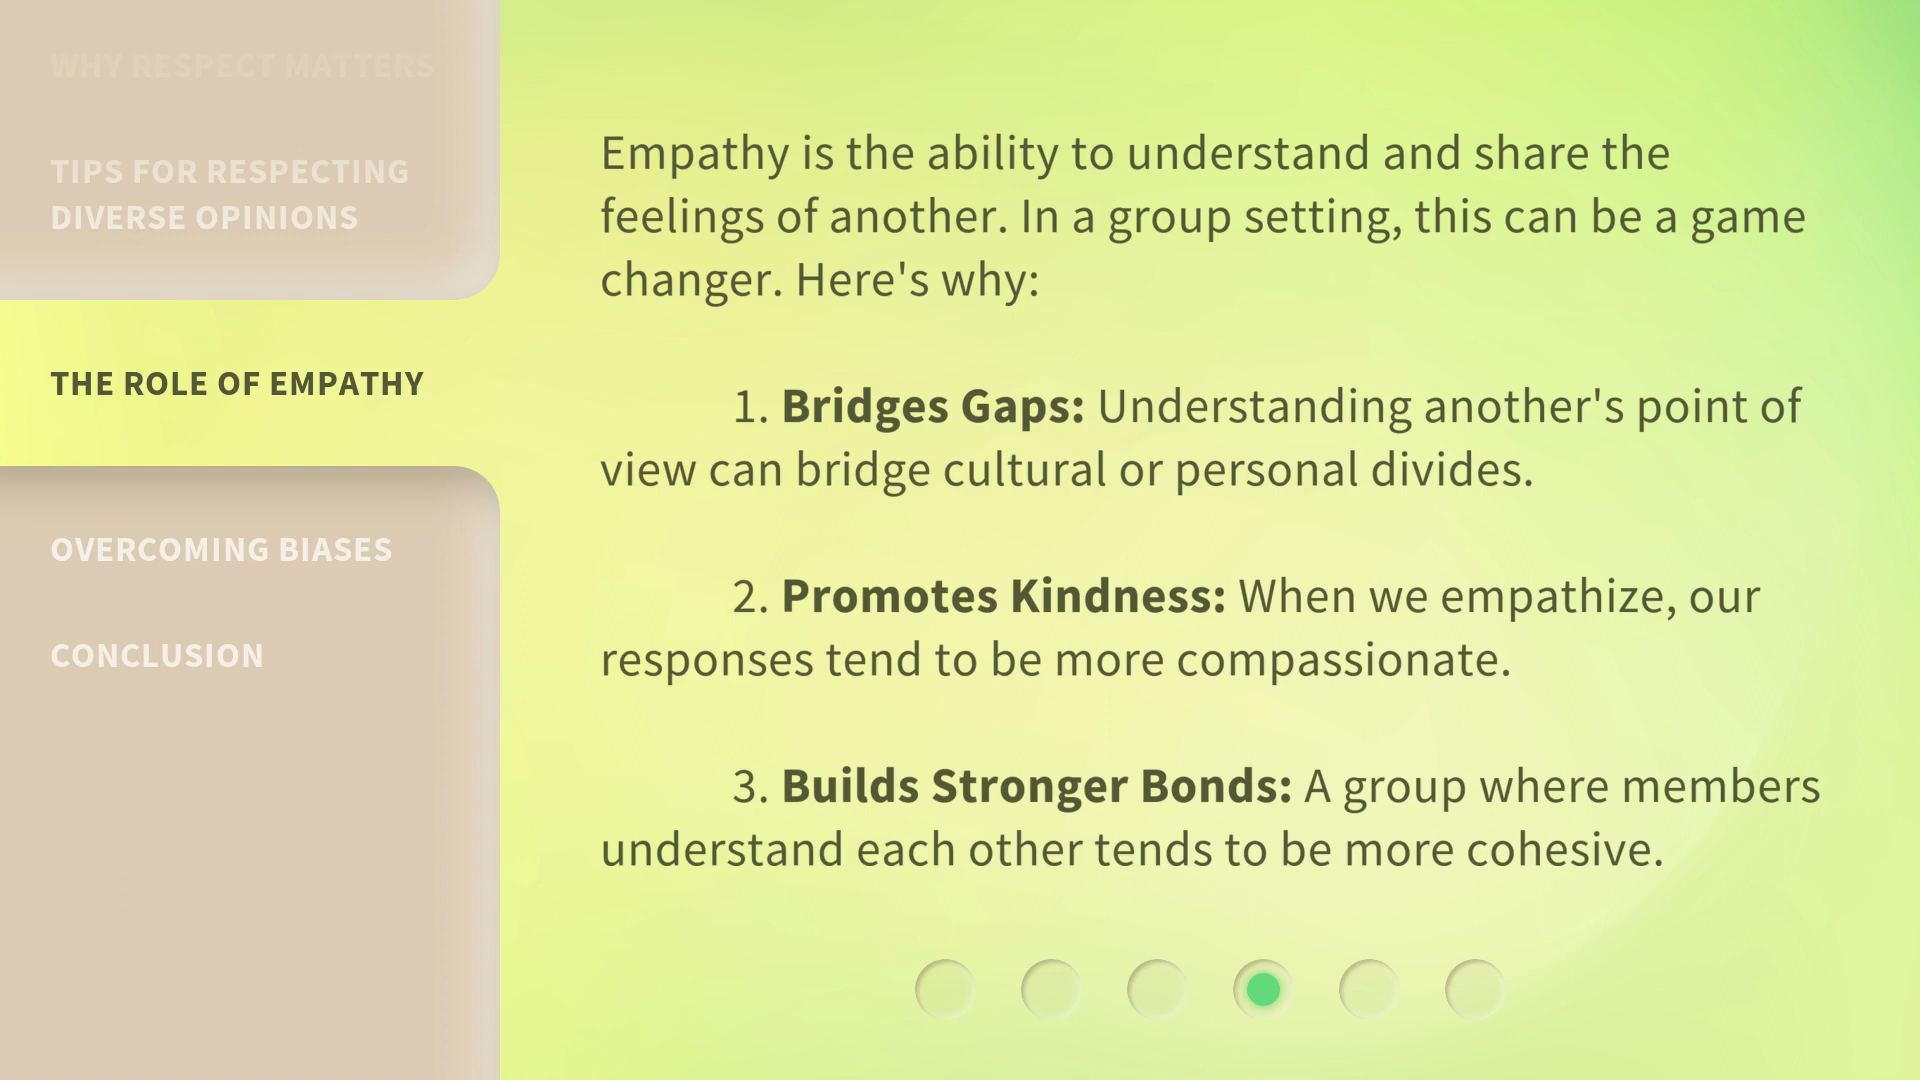 WHY RESPECT MATTERS
TIPS FOR RESPECTING
DIVERSE OPINIONS
THE ROLE OF EMPATHY
OVERCOMING BIASES
CONCLUSION
Empathy is the ability to understand and share the
feelings of another. In a group setting, this can be a game
changer. Here's why:
1. Bridges Gaps: Understanding another's point of
view can bridge cultural or personal divides.
2. Promotes Kindness: When we empathize, our
responses tend to be more compassionate.
3. Builds Stronger Bonds: A group where members
understand each other tends to be more cohesive.